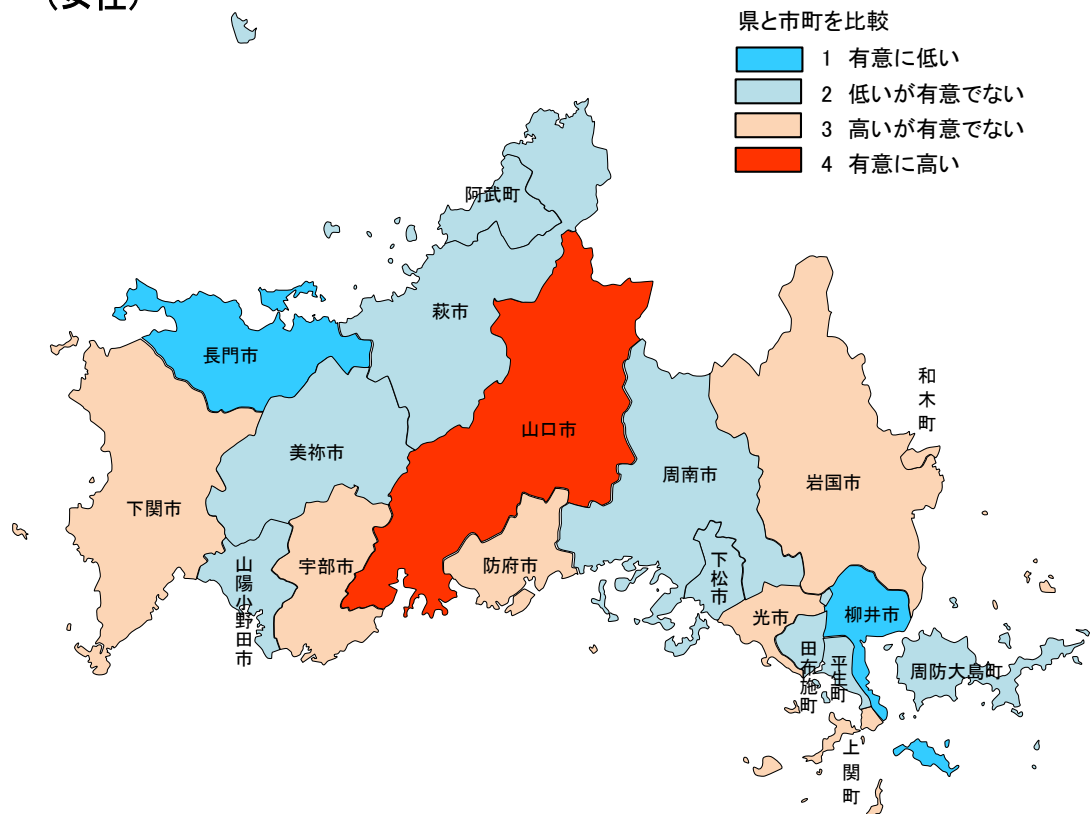 （女性）
県と市町を比較
1 有意に低い
2 低いが有意でない
3 高いが有意でない
4 有意に高い
阿武町
萩市
長門市
和木町
山口市
美祢市
周南市
岩国市
下関市
宇部市
防府市
山陽小野田市
下松市
光市
柳井市
田布施町
平生町
周防大島町
上関町